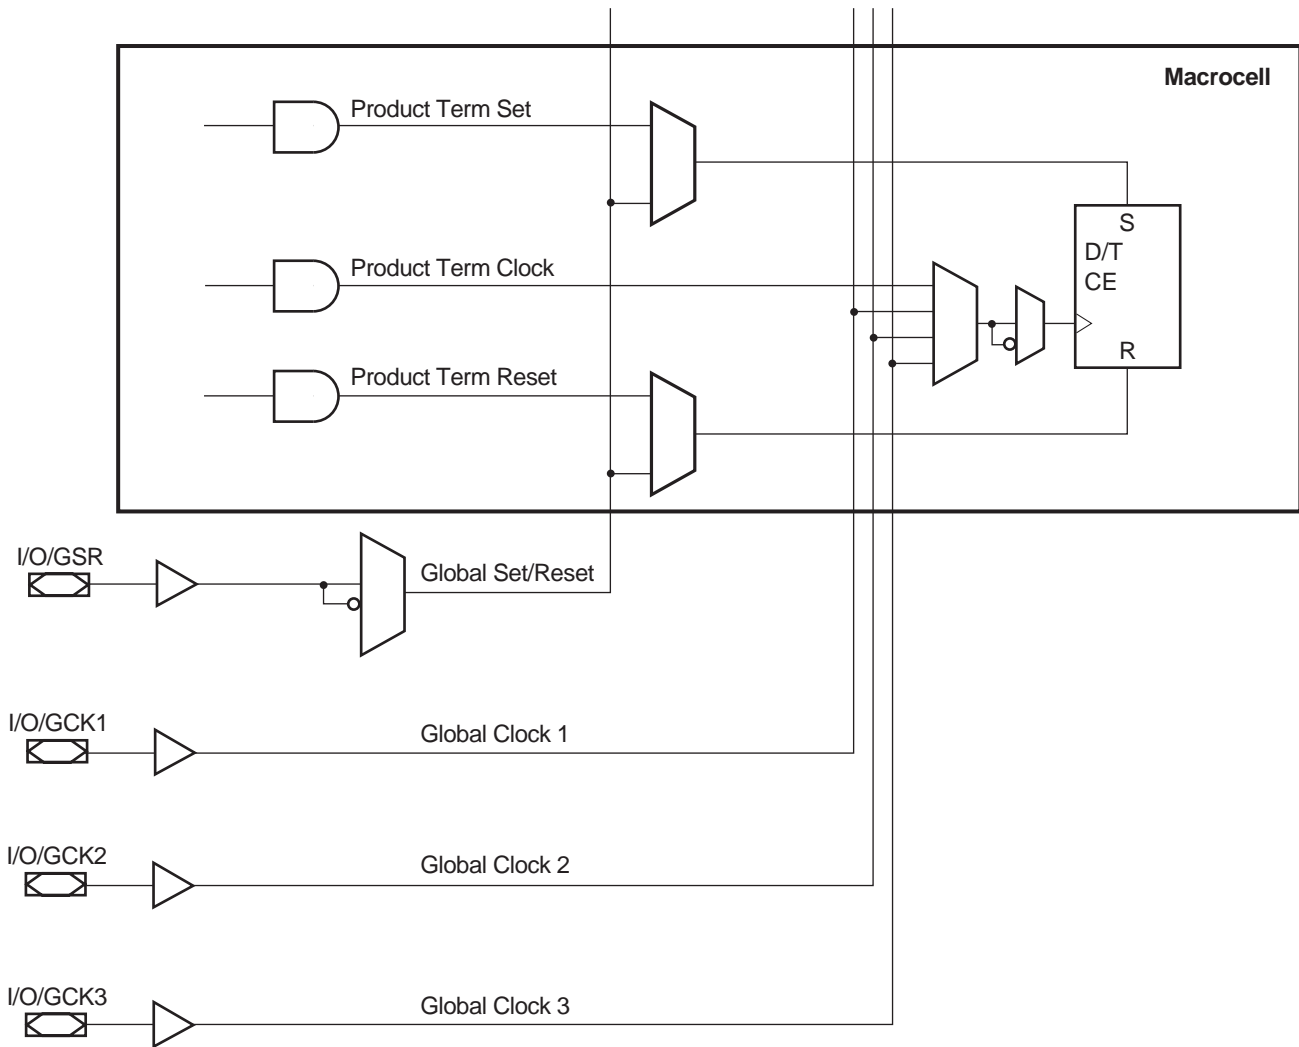 Macrocell
Product Term Set
S
D/T
Product Term Clock
CE
R
Product Term Reset
I/O/GSR
Global Set/Reset
I/O/GCK1
Global Clock 1
I/O/GCK2
Global Clock 2
I/O/GCK3
Global Clock 3